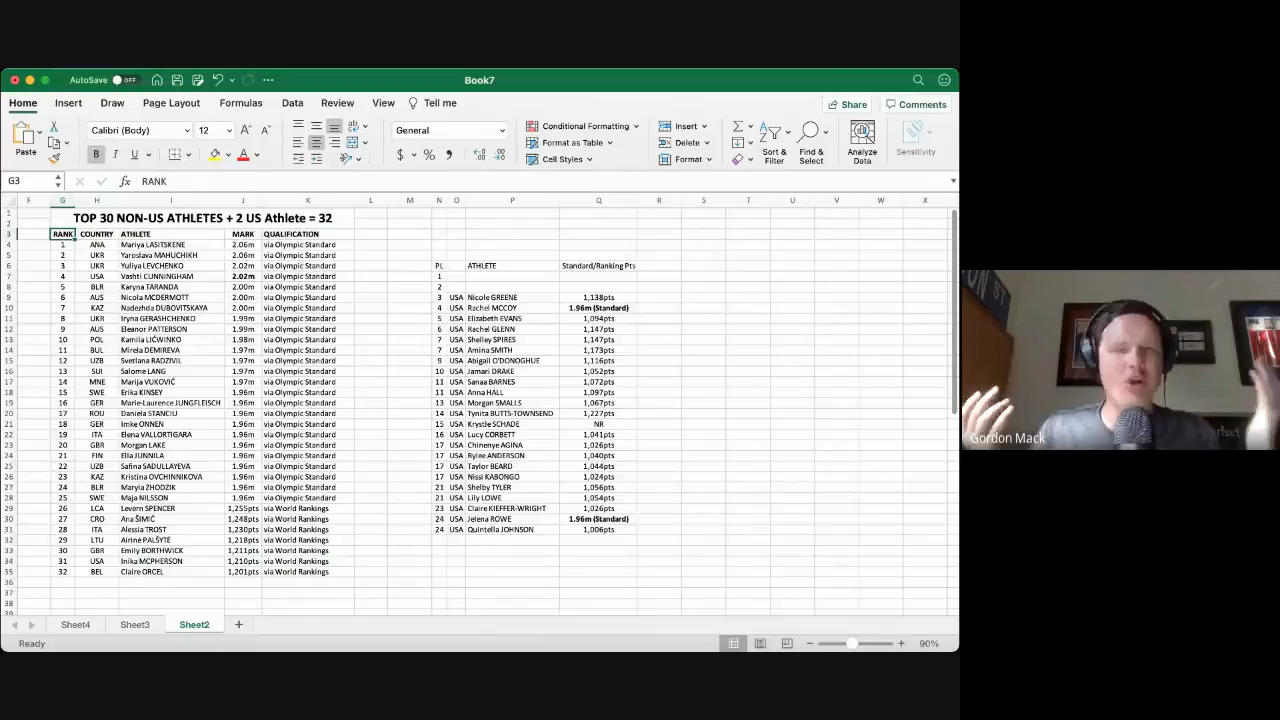 AutoSave OFF
Book7
Home Insert Draw Page Layout Formulas Data Review View Tell me
Share Comments
Paste
Calibri (Body) 12
B I U
General
$ %
Conditional Formatting
Format as Table
Cell Styles
Insert
Delete
Format
Sort & Filter
Find & Select
Analyze Data
Sensitivity
G3 fx RANK
F G H I J K L M N O P Q R S T U V W X
TOP 30 NON-US ATHLETES + 2 US Athlete = 32
RANK COUNTRY ATHLETE MARK QUALIFICATION
1 ANA Mariya LASITSKENE 2.06m via Olympic Standard
2 UKR Yaroslava MAHUCHIKH 2.06m via Olympic Standard
3 UKR Yuliya LEVCHENKO 2.02m via Olympic Standard
4 USA Vashti CUNNINGHAM 2.02m via Olympic Standard
5 BLR Karyna TARANDA 2.00m via Olympic Standard
6 AUS Nicola MCDERMOTT 2.00m via Olympic Standard
7 KAZ Nadezhda DUBOVITSKAYA 2.00m via Olympic Standard
8 UKR Iryna GERASHCHENKO 1.99m via Olympic Standard
9 AUS Eleanor PATTERSON 1.99m via Olympic Standard
10 POL Kamila LIĆWINKO 1.98m via Olympic Standard
11 BUL Mirela DEMIREVA 1.97m via Olympic Standard
12 UZB Svetlana RADZIVIL 1.97m via Olympic Standard
13 SUI Salome LANG 1.97m via Olympic Standard
14 MNE Marija VUKOVIĆ 1.97m via Olympic Standard
15 SWE Erika KINSEY 1.97m via Olympic Standard
16 GER Marie-Laurence JUNGFLEISCH 1.97m via Olympic Standard
17 ROU Daniela STANCIU 1.97m via Olympic Standard
18 GER Imke ONNEN 1.96m via Olympic Standard
19 ITA Elena VALLORTIGARA 1.96m via Olympic Standard
20 GBR Morgan LAKE 1.96m via Olympic Standard
21 FIN Ella JUNNILA 1.96m via Olympic Standard
22 UZB Safina SADULLAYEVA 1.96m via Olympic Standard
23 KAZ Kristina OVCHINNIKOVA 1.96m via Olympic Standard
24 BLR Maryia ZHODZIK 1.96m via Olympic Standard
25 SWE Maja NILSSON 1.96m via Olympic Standard
26 LCA Levern SPENCER 1,255pts via World Rankings
27 CRO Ana ŠIMIĆ 1,248pts via World Rankings
28 ITA Alessia TROST 1,230pts via World Rankings
29 LTU Airinė PALŠYTĖ 1,218pts via World Rankings
30 GBR Emily BORTHWICK 1,211pts via World Rankings
31 USA Inika MCPHERSON 1,210pts via World Rankings
32 BEL Claire ORCEL 1,201pts via World Rankings
PL ATHLETE Standard/Ranking Pts
1
2
3 USA Nicole GREENE 1,138pts
4 USA Rachel MCCOY 1.96m (Standard)
5 USA Elizabeth EVANS 1,094pts
6 USA Rachel GLENN 1,147pts
7 USA Shelley SPIRES 1,147pts
7 USA Amina SMITH 1,173pts
9 USA Abigail O'DONOGHUE 1,116pts
10 USA Jamari DRAKE 1,052pts
11 USA Sanaa BARNES 1,072pts
11 USA Anna HALL 1,097pts
13 USA Morgan SMALLS 1,067pts
14 USA Tynita BUTTS-TOWNSEND 1,227pts
15 USA Krystle SCHADE NR
16 USA Lucy CORBETT 1,041pts
17 USA Chinenye AGINA 1,026pts
17 USA Rylee ANDERSON 1,040pts
17 USA Taylor BEARD 1,044pts
17 USA Nissi KABONGO 1,024pts
21 USA Shelby TYLER 1,056pts
21 USA Lily LOWE 1,054pts
23 USA Claire KIEFFER-WRIGHT 1,026pts
24 USA Jelena ROWE 1.96m (Standard)
24 USA Quintella JOHNSON 1,006pts
Sheet4 Sheet3 Sheet2 +
Ready 90%
ON ST
Gordon Mack